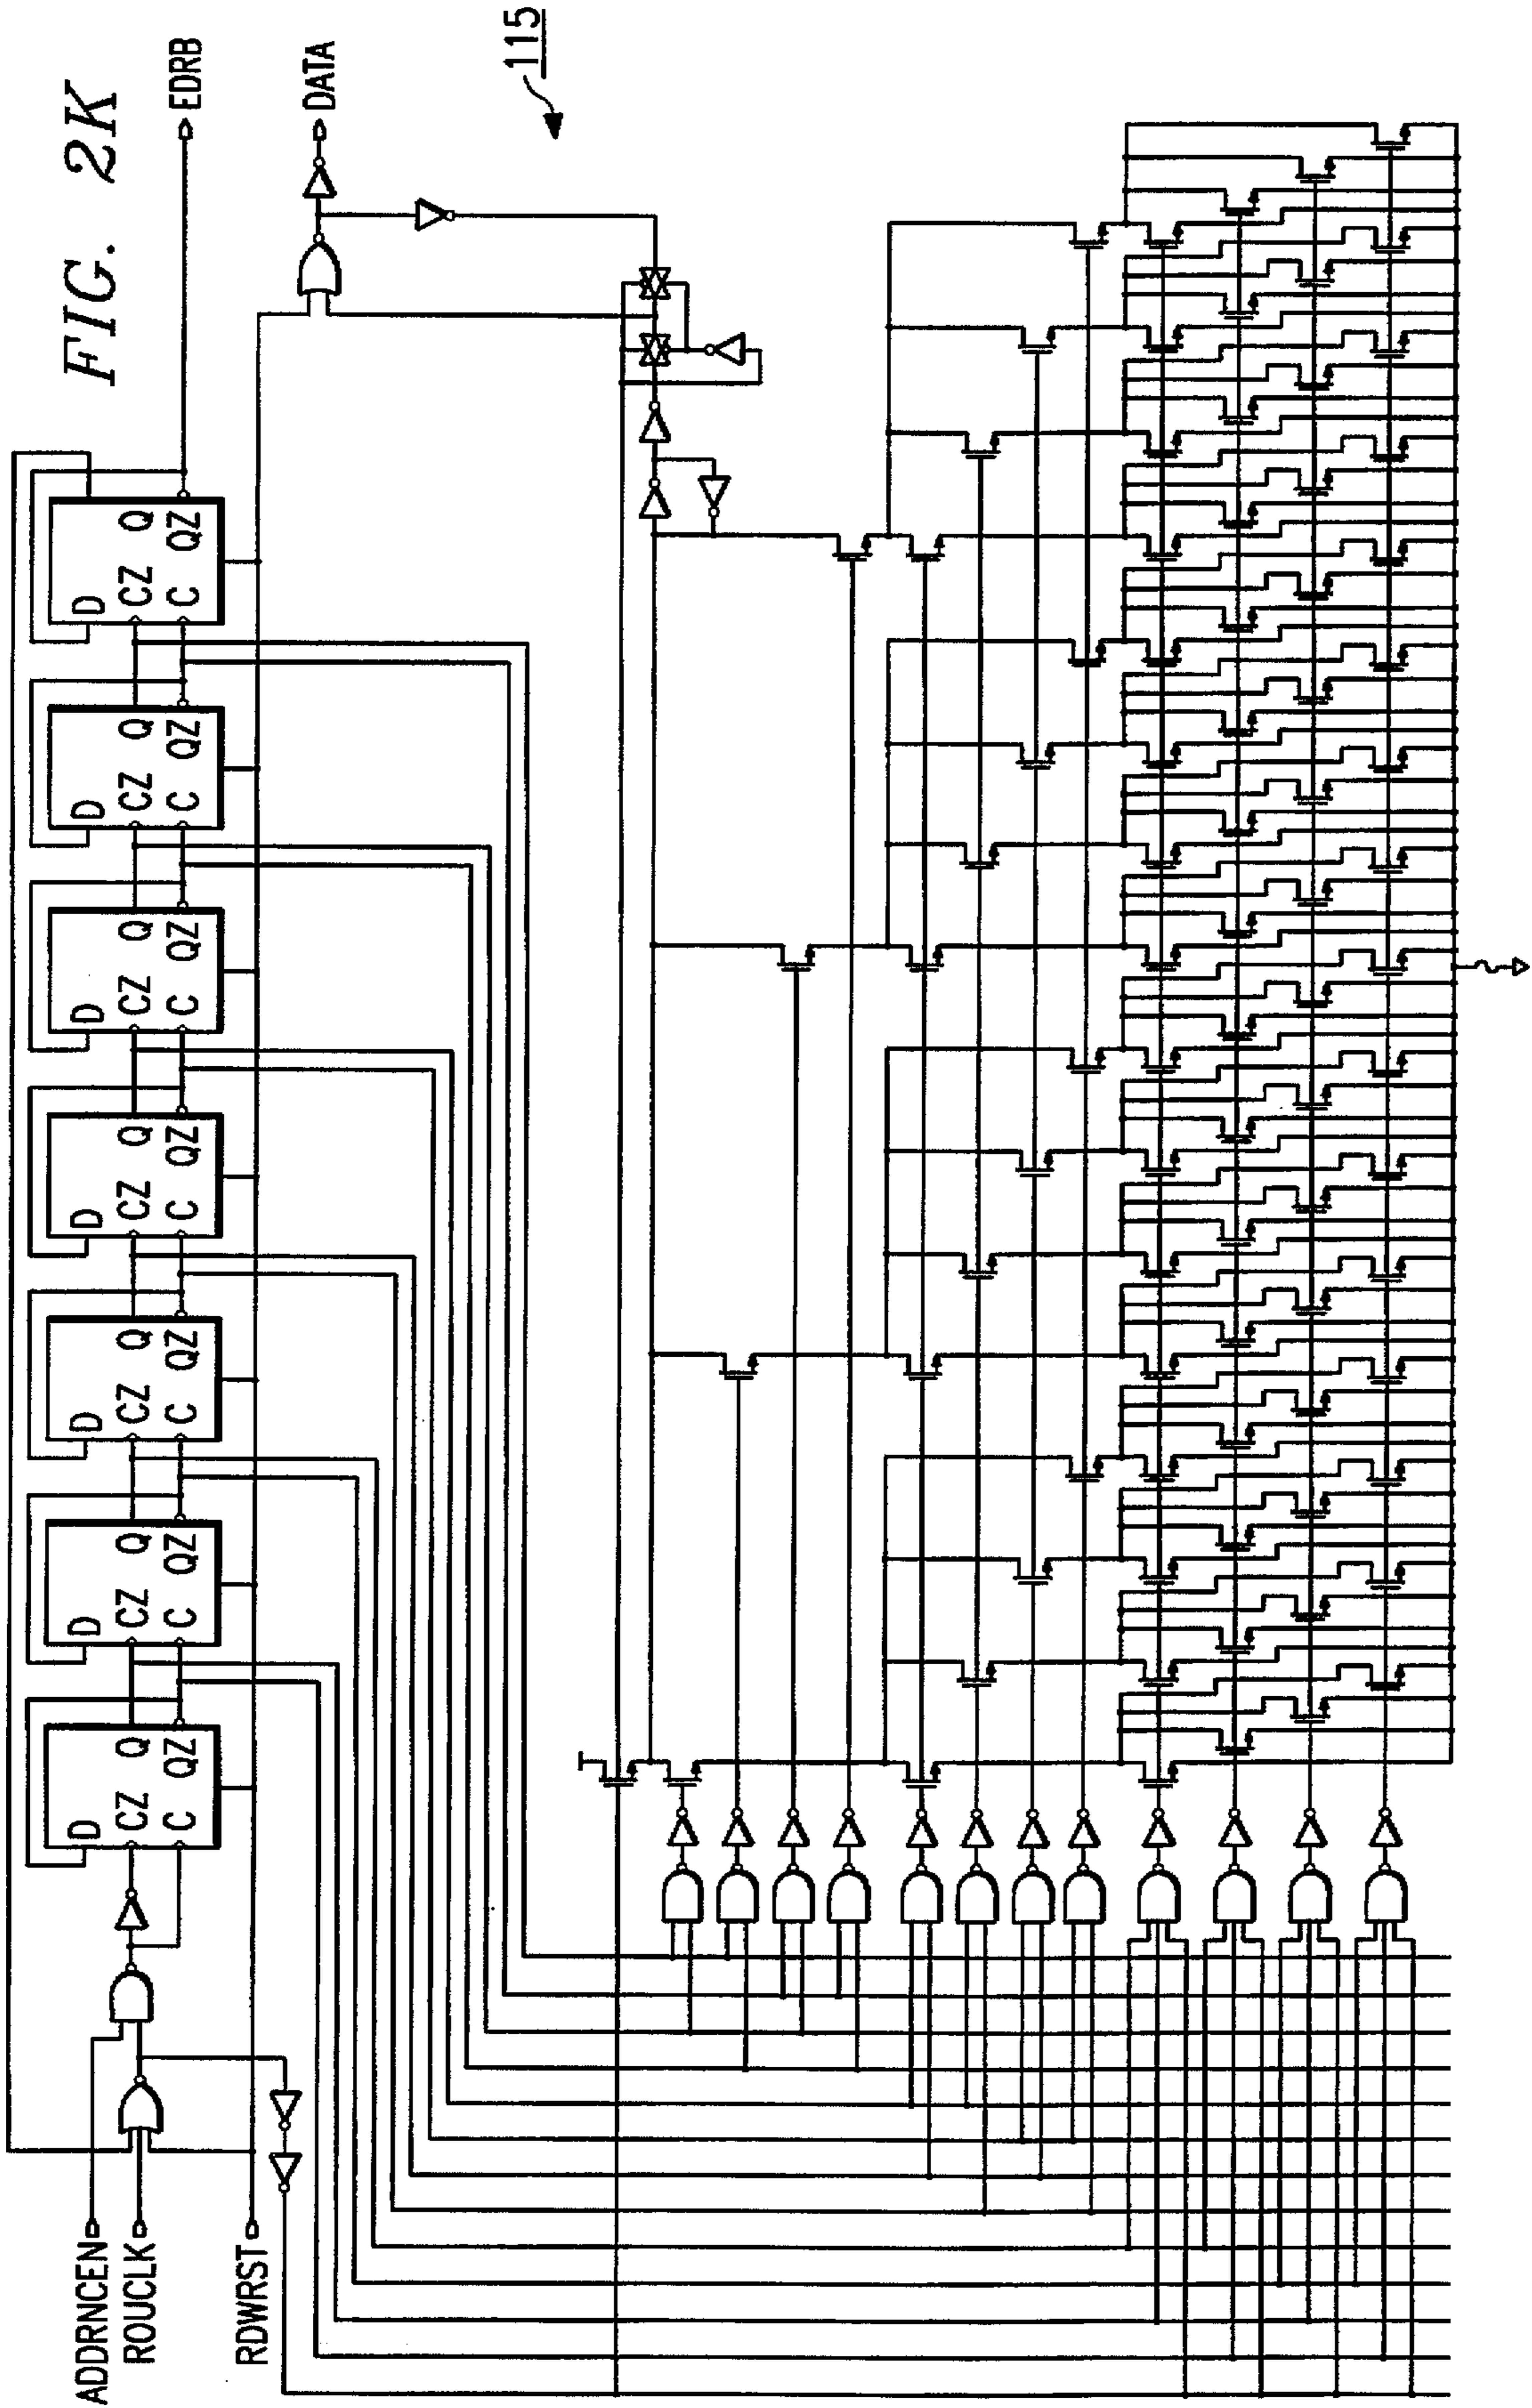 FIG. 2K
ADDRNCEN
ROUCLK
RDWRST
D
CZ Q
C QZ
D
CZ Q
C QZ
D
CZ Q
C QZ
D
CZ Q
C QZ
D
CZ Q
C QZ
D
CZ Q
C QZ
D
CZ Q
C QZ
EDRB
DATA
115